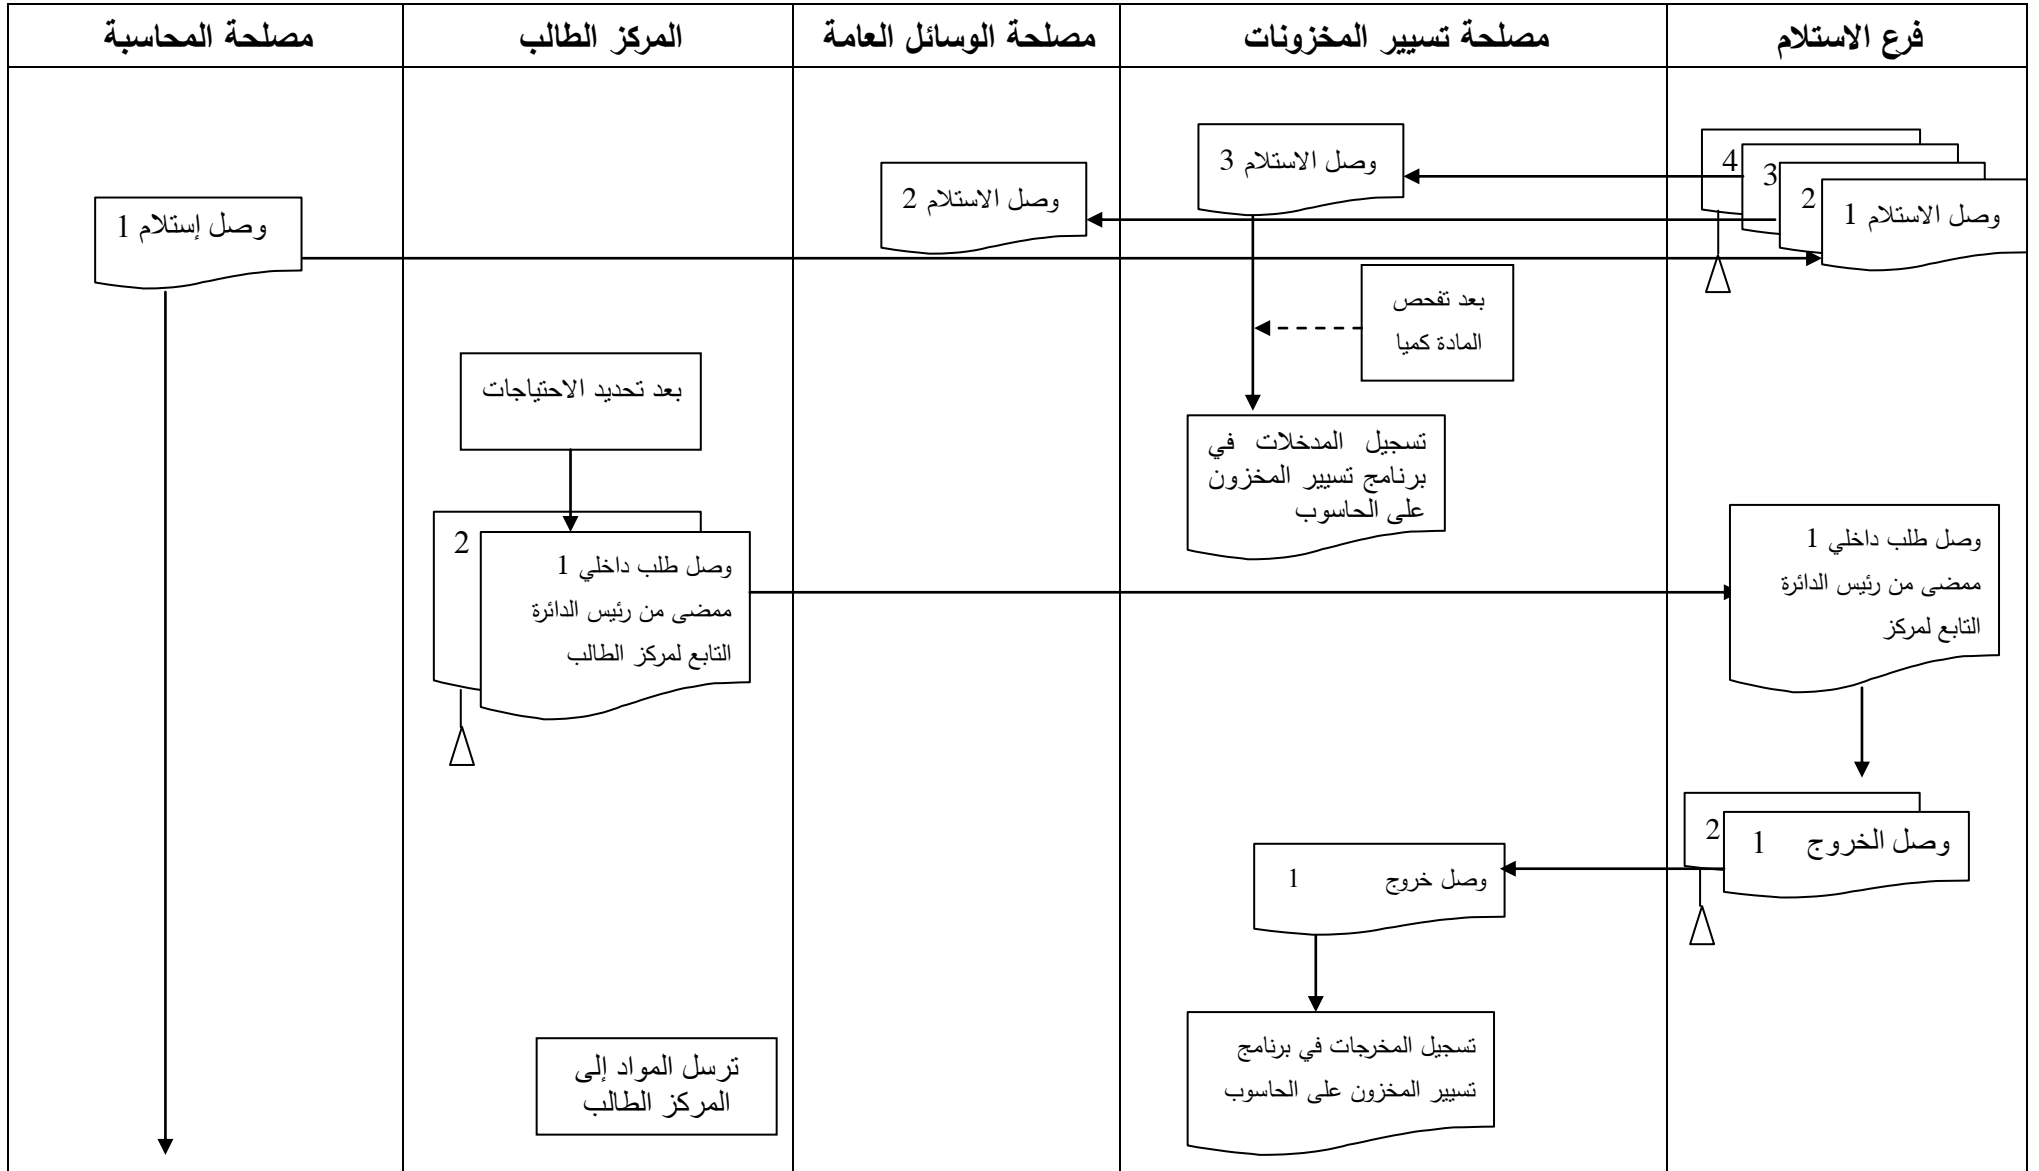 فرع الاستلام
مصلحة تسيير المخزونات
مصلحة الوسائل العامة
المركز الطالب
مصلحة المحاسبة
4
3
2
وصل الاستلام 1
وصل الاستلام 3
وصل الاستلام 2
وصل إستلام 1
بعد تفحص
المادة كميا
بعد تحديد الاحتياجات
تسجيل المدخلات في
برنامج تسيير المخزون
على الحاسوب
2
وصل طلب داخلي 1
ممضى من رئيس الدائرة
التابع لمركز الطالب
وصل طلب داخلي 1
ممضى من رئيس الدائرة
التابع لمركز
2
وصل الخروج 1
وصل خروج 1
تسجيل المخرجات في برنامج
تسيير المخزون على الحاسوب
ترسل المواد إلى
المركز الطالب